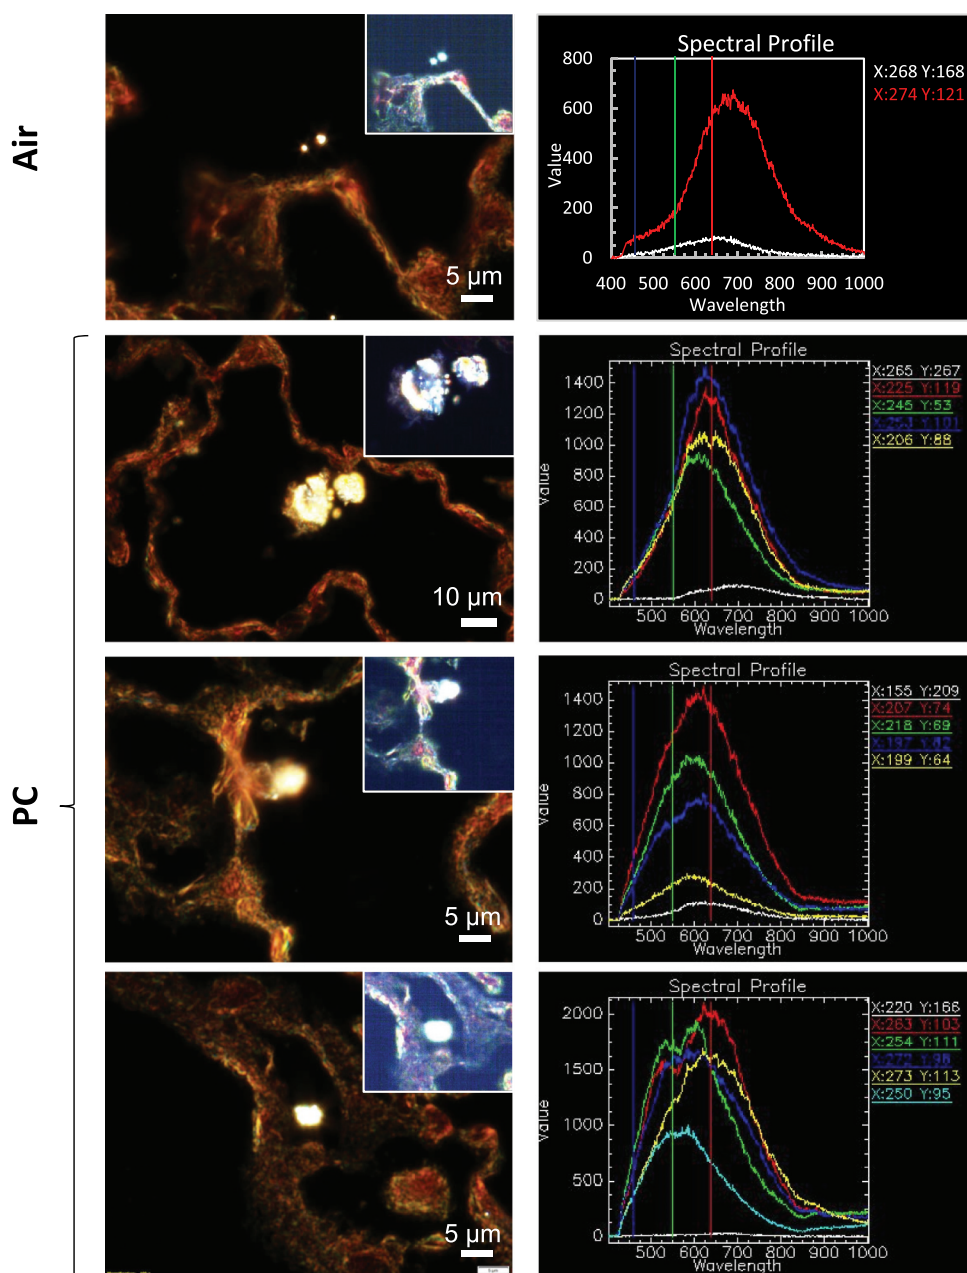 Air
5 µm
Spectral Profile
X:268 Y:168
X:274 Y:121
Value
800
600
400
200
0
400 500 600 700 800 900 1000
Wavelength
PC
10 µm
Spectral Profile
X:265 Y:267
X:225 Y:119
X:245 Y:53
X:253 Y:101
X:206 Y:88
Value
1400
1200
1000
800
600
400
200
0
500 600 700 800 900 1000
Wavelength
5 µm
Spectral Profile
X:155 Y:209
X:207 Y:74
X:218 Y:69
X:197 Y:82
X:199 Y:64
Value
1400
1200
1000
800
600
400
200
0
500 600 700 800 900 1000
Wavelength
5 µm
Spectral Profile
X:220 Y:166
X:263 Y:103
X:254 Y:111
X:273 Y:113
X:250 Y:95
Value
2000
1500
1000
500
0
500 600 700 800 900 1000
Wavelength